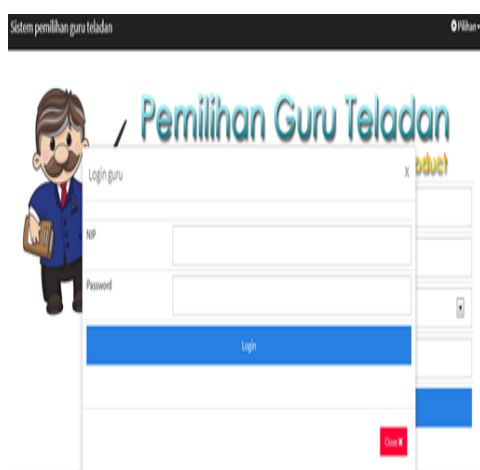 Sistem pemilihan guru teladan
Pilihan
Pemilihan Guru Teladan
oduct
Login guru
X
NIP
Password
Login
Close ✖